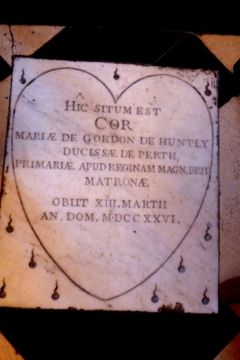 HIC SITUM EST
COR
MARIÆ DE GORDON DE HUNTLY
DUCISSÆ DE PERTH,
PRIMARIÆ APUD REGINAM MAGN. BRIT
MATRONÆ,
OBIIT XIII. MARTII
AN. DOM. M·DCCXXVI.